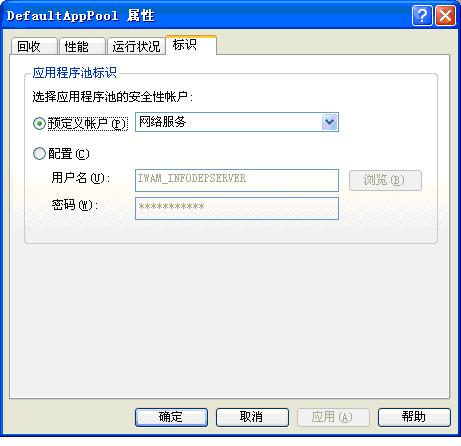 DefaultAppPool 属性
回收 性能 运行状况 标识
应用程序池标识
选择应用程序池的安全性帐户:
预定义帐户(P) 网络服务
配置(C)
用户名(U): IWAM_INFODEPSERVER 浏览(B)
密码(W): ***********
确定 取消 应用(A) 帮助